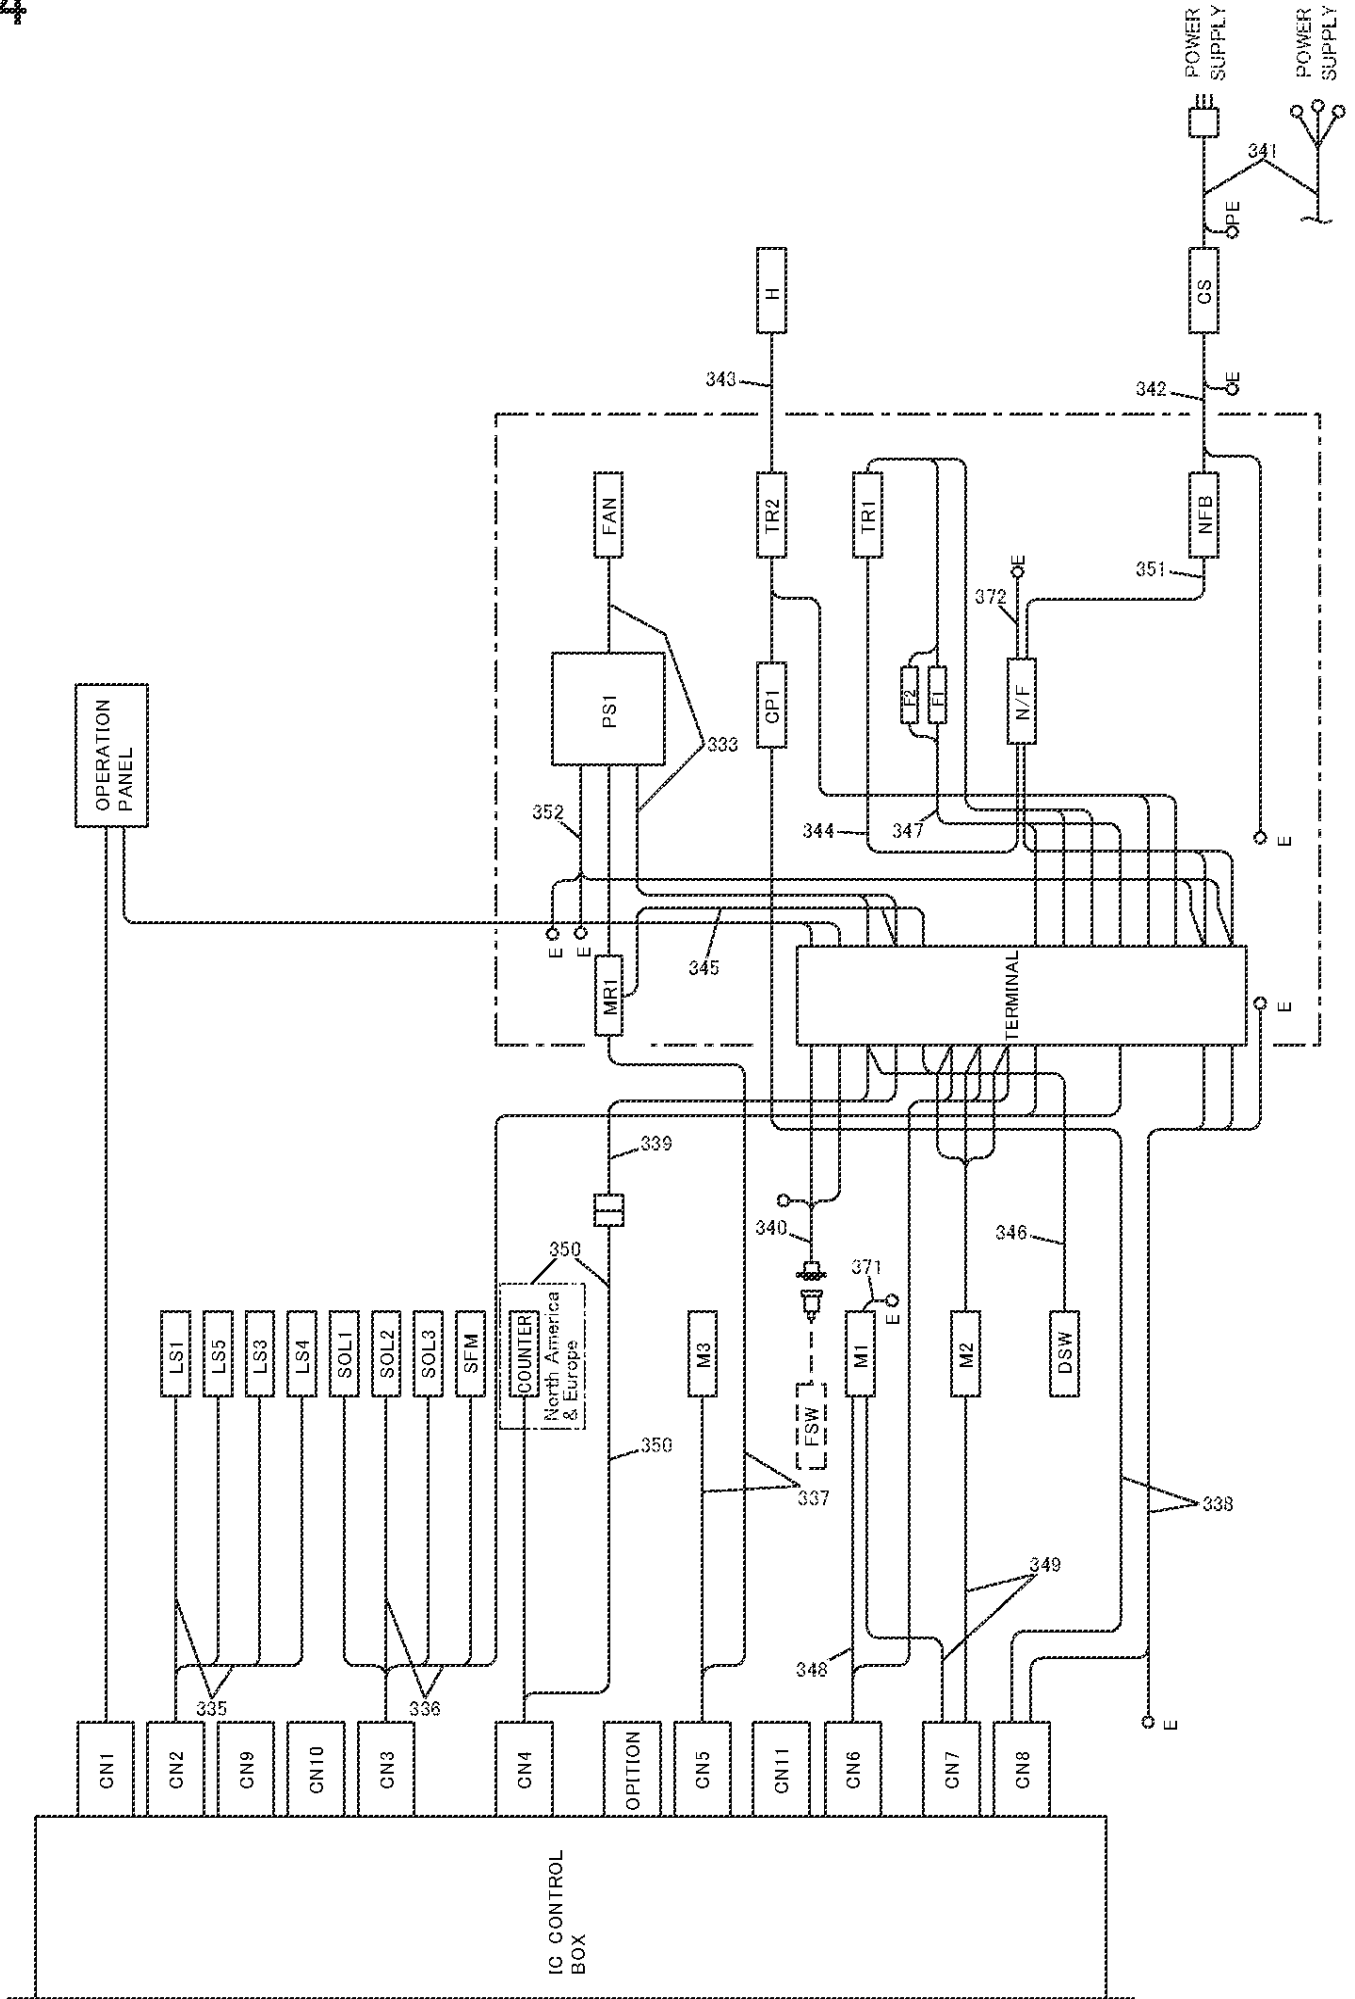 4
POWER
SUPPLY
POWER
SUPPLY
341
PE
CS
E
342
H
343
FAN
TR2
TR1
NFB
351
E
372
PS1
CP1
F2
F1
N/F
333
OPERATION
PANEL
352
344
347
E
E
E
345
MR1
TERMINAL
E
339
340
350
346
371
E
LS1
LS5
LS3
LS4
SOL1
SOL2
SOL3
SFM
COUNTER
North America
& Europe
M3
FSW
M1
M2
DSW
350
337
338
349
348
335
336
E
CN1
CN2
CN9
CN10
CN3
CN4
OPITION
CN5
CN11
CN6
CN7
CN8
IC CONTROL
BOX